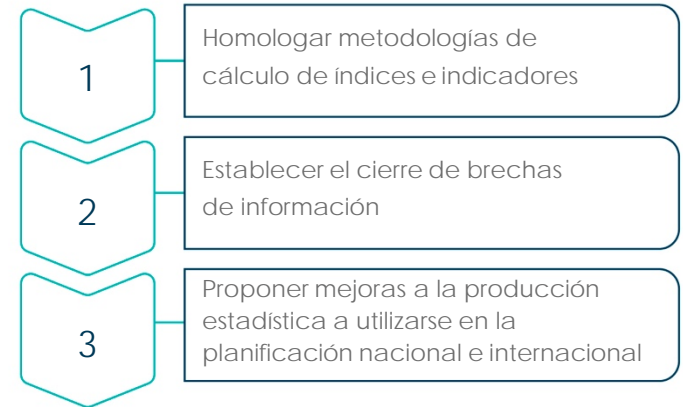 1
Homologar metodologías de
cálculo de índices e indicadores
2
Establecer el cierre de brechas
de información
3
Proponer mejoras a la producción
estadística a utilizarse en la
planificación nacional e internacional